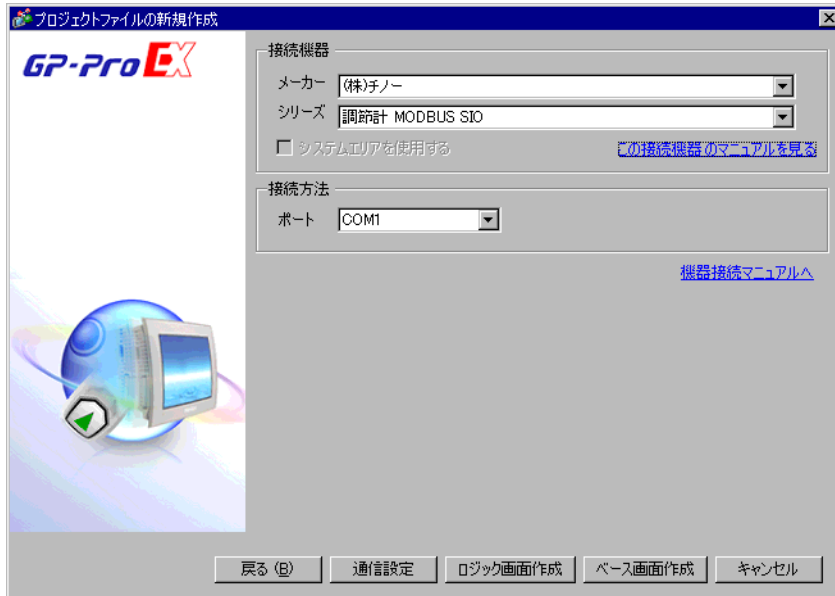 プロジェクトファイルの新規作成
GP-Pro EX
接続機器
メーカー (株)チノー
シリーズ 調節計 MODBUS SIO
システムエリアを使用する この接続機器のマニュアルを見る
接続方法
ポート COM1
機器接続マニュアルへ
戻る (B) 通信設定 ロジック画面作成 ベース画面作成 キャンセル